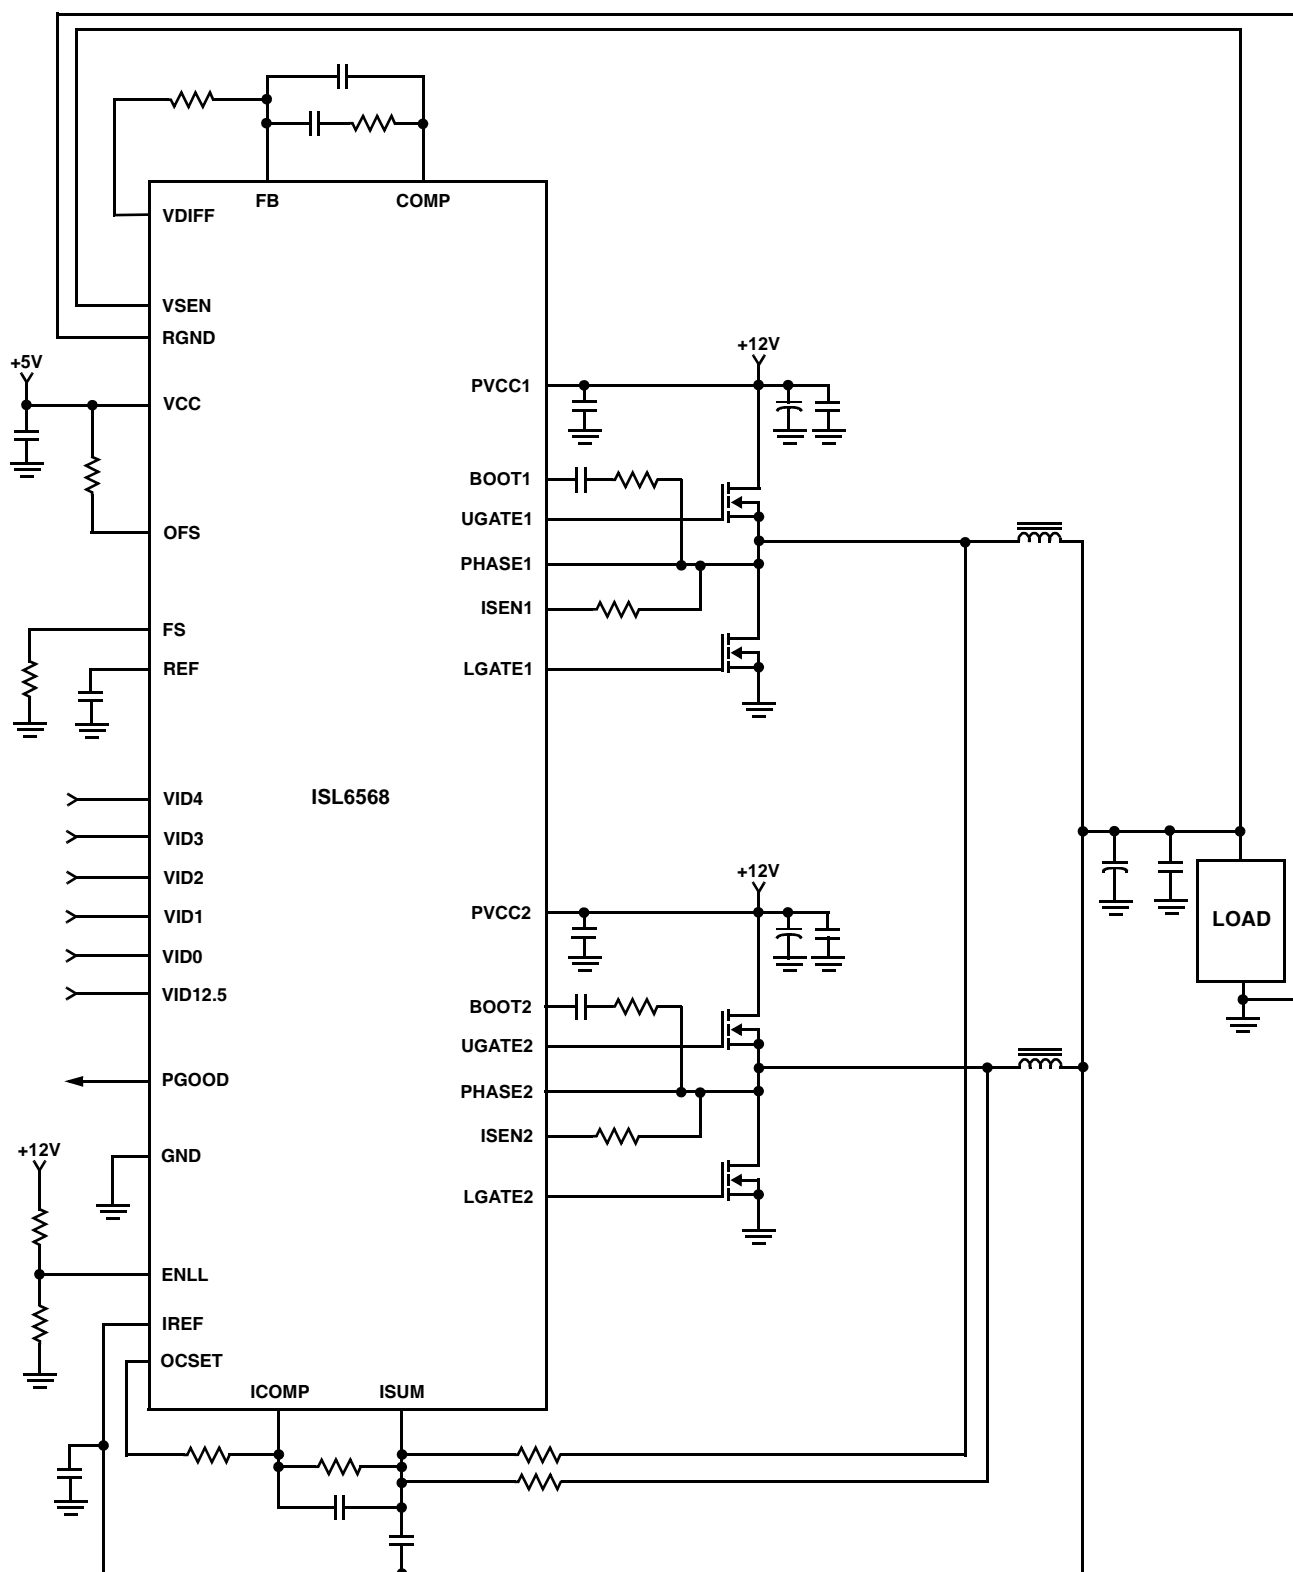 FB
COMP
VDIFF
VSEN
RGND
+5V
VCC
OFS
FS
REF
VID4
VID3
VID2
VID1
VID0
VID12.5
PGOOD
GND
+12V
ENLL
IREF
OCSET
ICOMP
ISUM
ISL6568
+12V
PVCC1
BOOT1
UGATE1
PHASE1
ISEN1
LGATE1
+12V
PVCC2
BOOT2
UGATE2
PHASE2
ISEN2
LGATE2
LOAD